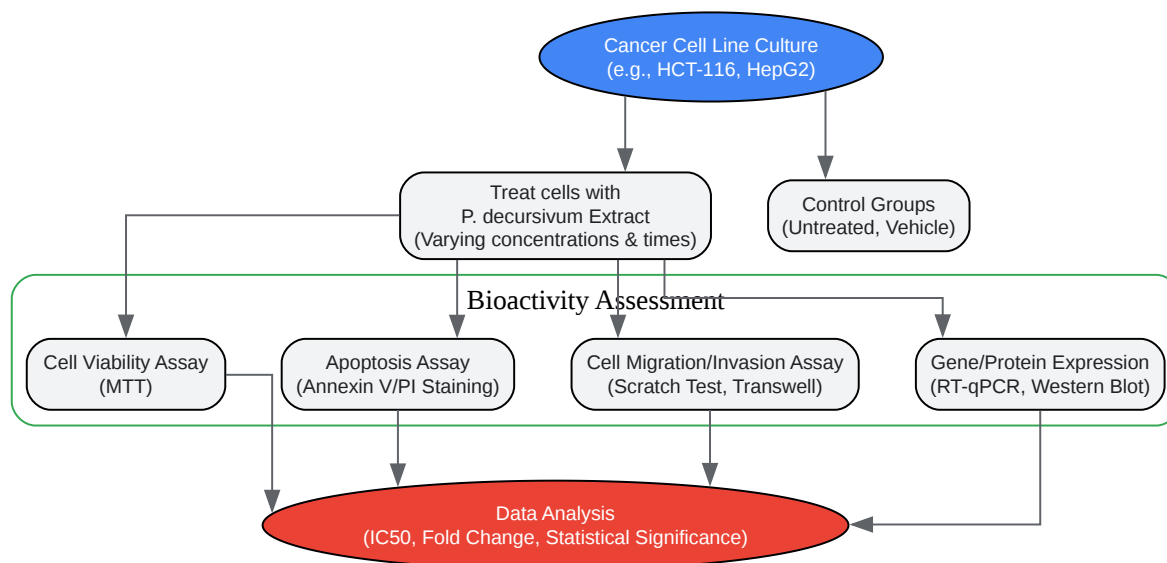 Cancer Cell Line Culture
(e.g., HCT-116, HepG2)
Treat cells with
P. decursivum Extract
(Varying concentrations & times)
Control Groups
(Untreated, Vehicle)
Bioactivity Assessment
Cell Viability Assay
(MTT)
Apoptosis Assay
(Annexin V/PI Staining)
Cell Migration/Invasion Assay
(Scratch Test, Transwell)
Gene/Protein Expression
(RT-qPCR, Western Blot)
Data Analysis
(IC50, Fold Change, Statistical Significance)